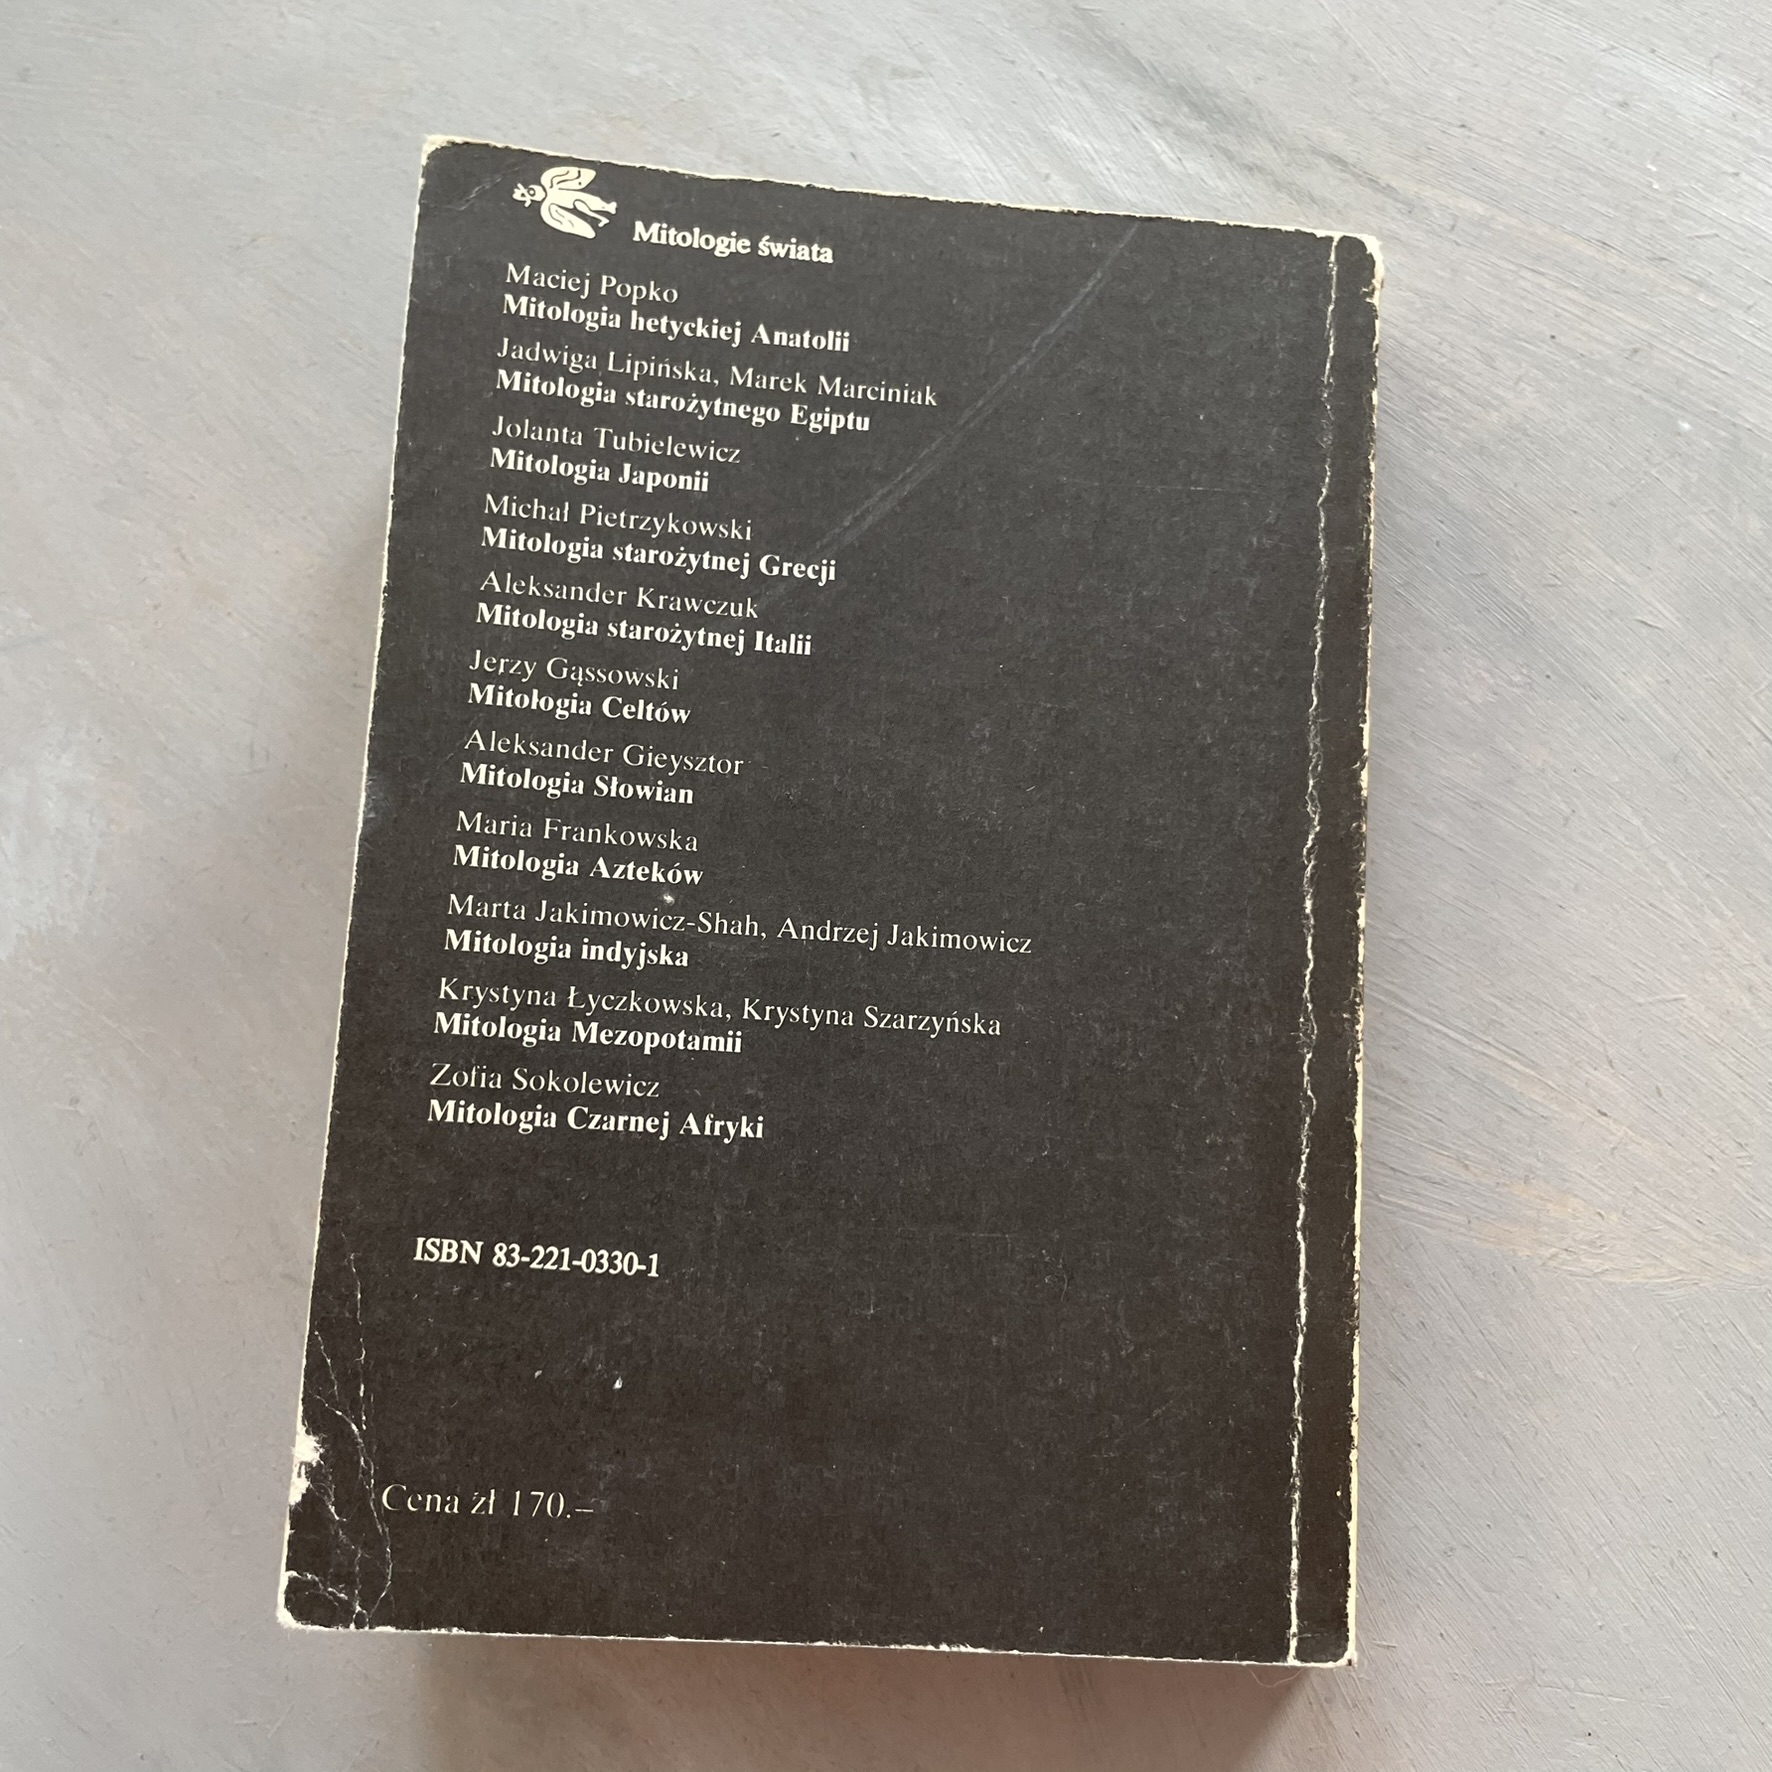 Mitologie świata
Maciej Popko
Mitologia hetyckiej Anatolii
Jadwiga Lipińska, Marek Marciniak
Mitologia starożytnego Egiptu
Jolanta Tubielewicz
Mitologia Japonii
Michał Pietrzykowski
Mitologia starożytnej Grecji
Aleksander Krawczuk
Mitologia starożytnej Italii
Jerzy Gąssowski
Mitologia Celtów
Aleksander Gieysztor
Mitologia Słowian
Maria Frankowska
Mitologia Azteków
Marta Jakimowicz-Shah, Andrzej Jakimowicz
Mitologia indyjska
Krystyna Łyczkowska, Krystyna Szarzyńska
Mitologia Mezopotamii
Zofia Sokolewicz
Mitologia Czarnej Afryki
ISBN 83-221-0330-1
Cena zł 170.–